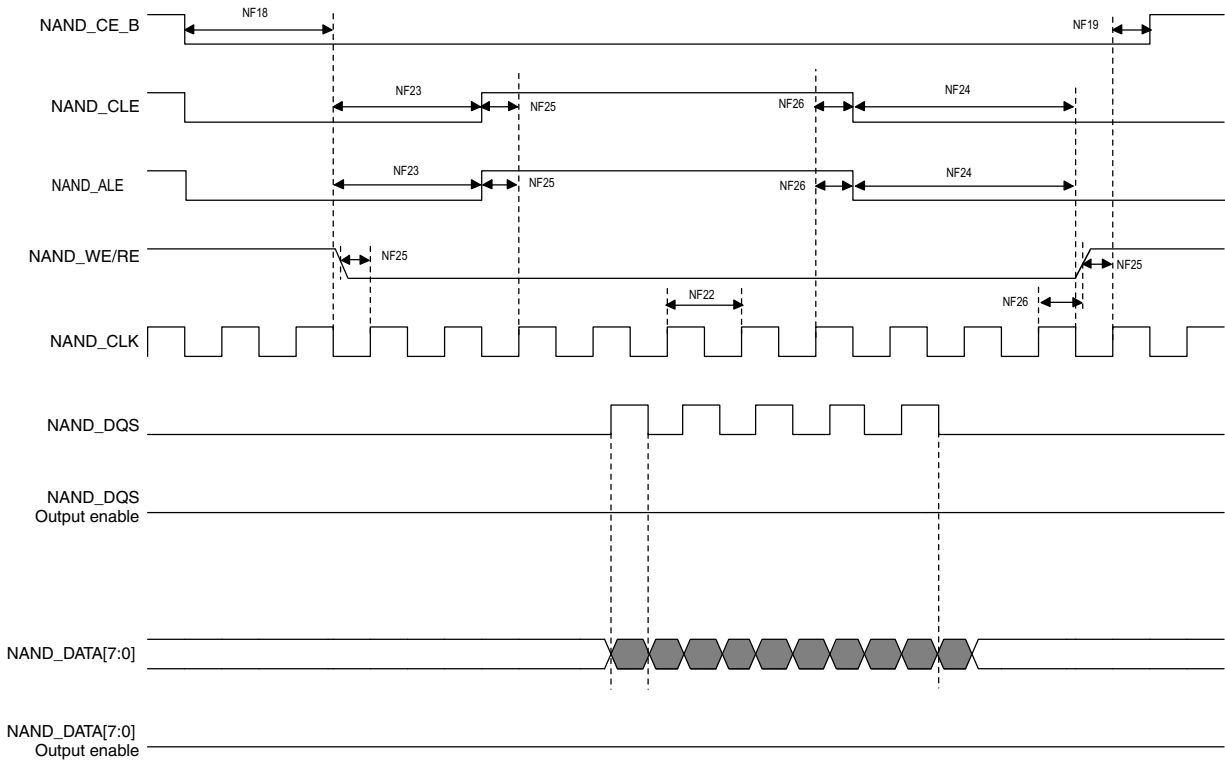 NAND_CE_B
NF18
NF19
NAND_CLE
NF23
NF25
NF26
NF24
NAND_ALE
NF23
NF25
NF26
NF24
NAND_WE/RE
NF25
NF25
NF22
NF26
NAND_CLK
NAND_DQS
NAND_DQS
Output enable
NAND_DATA[7:0]
NAND_DATA[7:0]
Output enable